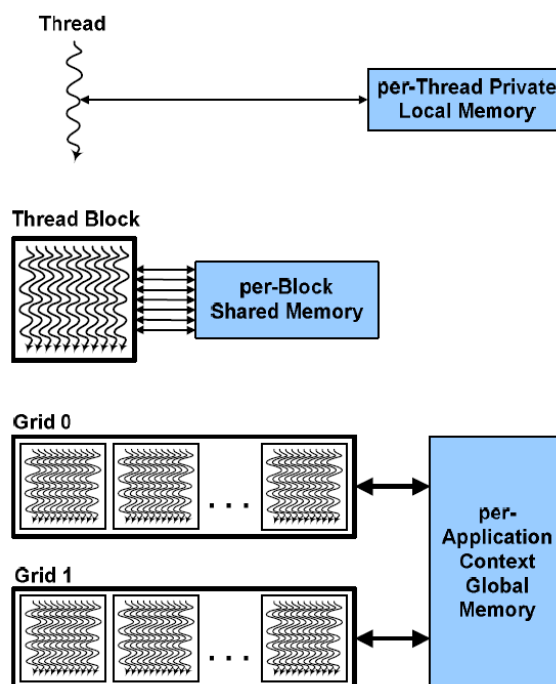 Thread
per-Thread Private
Local Memory
Thread Block
per-Block
Shared Memory
Grid 0
. . .
per-
Application
Context
Global
Memory
Grid 1
. . .